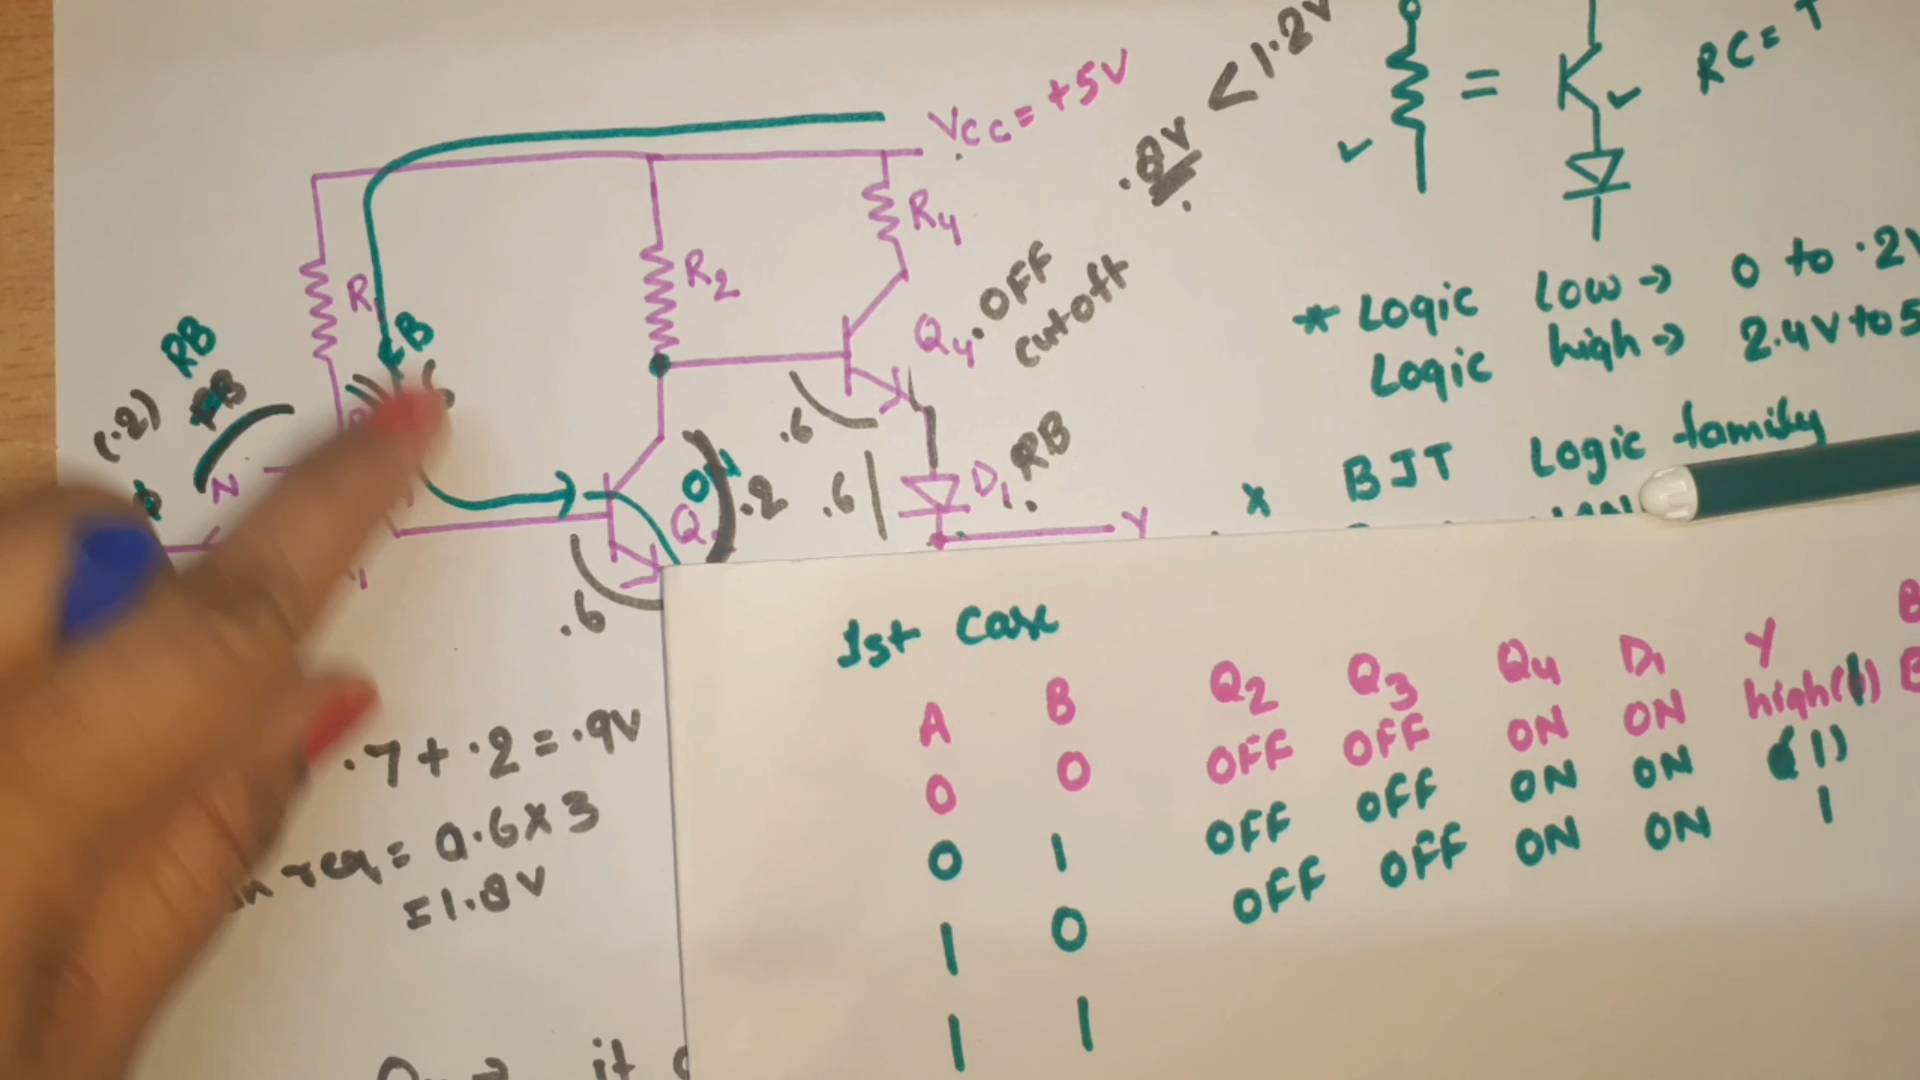 VCC = +5V
.8V < 1.2V
RC =
R1
R2
R4
RB
(.2)
N
Q4 . OFF
cutoff
.6
.6
.2
ON
Q
D1 RB
Y
.6
* Logic low → 0 to .2V
Logic high → 2.4V to 5
* BJT Logic family
.7 + .2 = .9V
req = 0.6 x 3
= 1.8V
→ it
1st Case
A B Q2 Q3 Q4 D1 Y
0 0 OFF OFF ON ON high(1)
0 1 OFF OFF ON ON (1)
1 0 OFF OFF ON ON 1
1 1